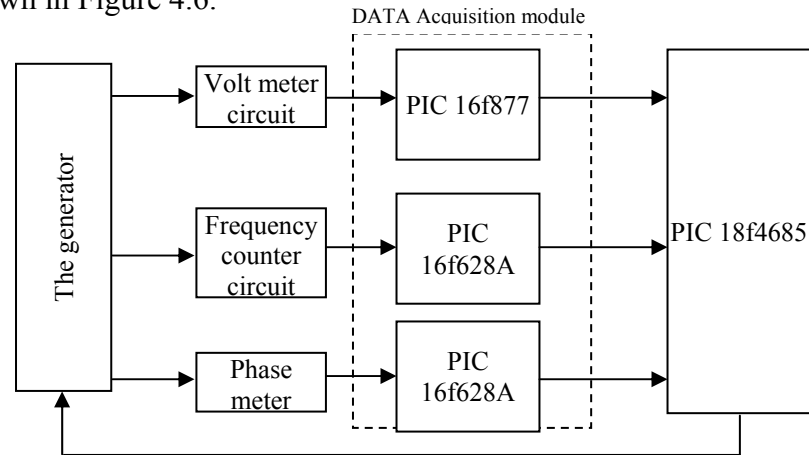 wn in Figure 4.6.
DATA Acquisition module
The generator
Volt meter
circuit
PIC 16f877
Frequency
counter
circuit
PIC
16f628A
PIC 18f4685
Phase
meter
PIC
16f628A